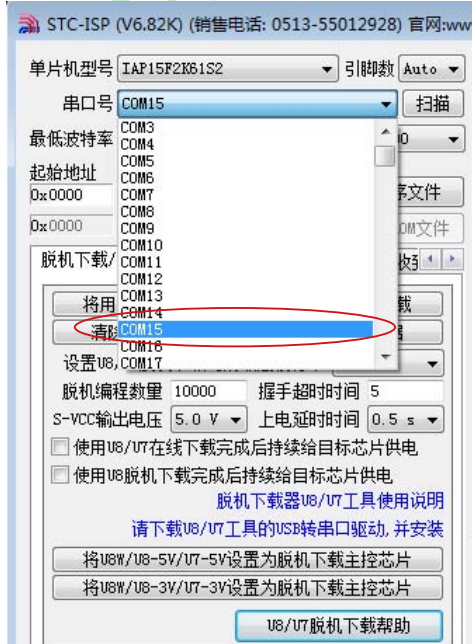 STC-ISP (V6.82K) (销售电话: 0513-55012928) 官网:ww
单片机型号 IAP15F2K61S2 引脚数 Auto
串口号 COM15 扫描
COM3
最低波特率 COM4
COM5
起始地址 COM6
0x0000 COM7 序文件
COM8
0x0000 COM9
COM10
脱机下载/ COM11
COM12
将用 COM13 载
COM14
清除 COM15
COM16
设置U8, COM17
脱机编程数量 10000 握手超时时间 5
S-VCC输出电压 5.0 V 上电延时时间 0.5 s
使用U8/U7在线下载完成后持续给目标芯片供电
使用U8脱机下载完成后持续给目标芯片供电
脱机下载器U8/U7工具使用说明
请下载U8/U7工具的USB转串口驱动,并安装
将U8W/U8-5V/U7-5V设置为脱机下载主控芯片
将U8W/U8-3V/U7-3V设置为脱机下载主控芯片
U8/U7脱机下载帮助